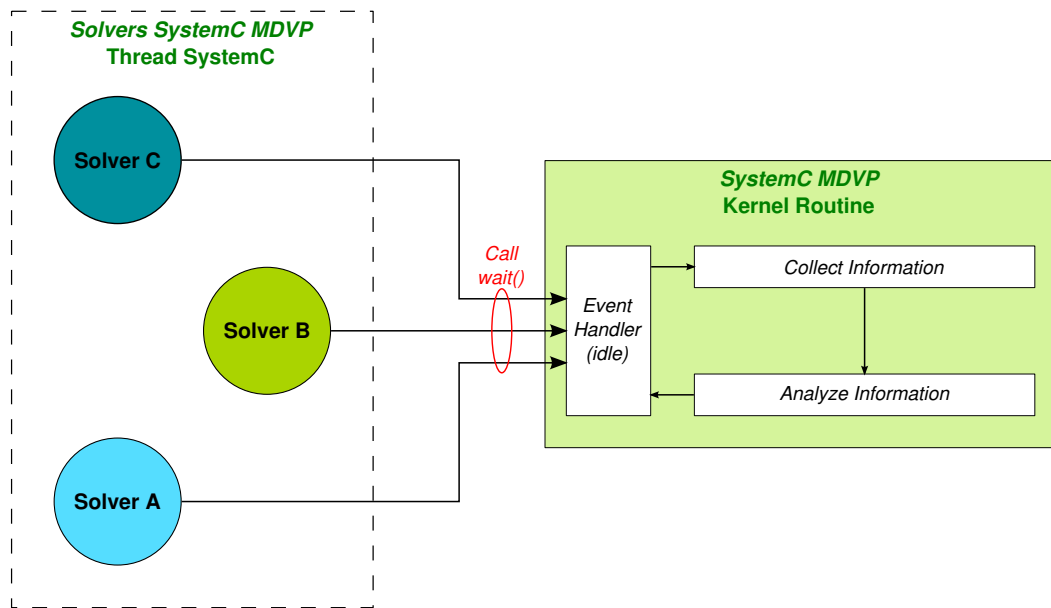 Solvers SystemC MDVP
Thread SystemC
Solver C
Solver B
Solver A
Call
wait()
SystemC MDVP
Kernel Routine
Event
Handler
(idle)
Collect Information
Analyze Information